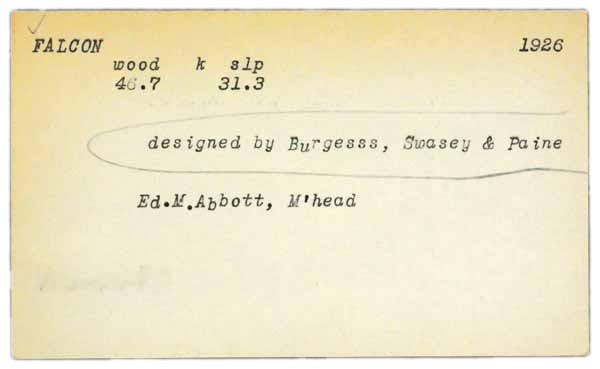 FALCON 1926
wood k slp
46.7 31.3
designed by Burgesss, Swasey & Paine
Ed.M.Abbott, M'head